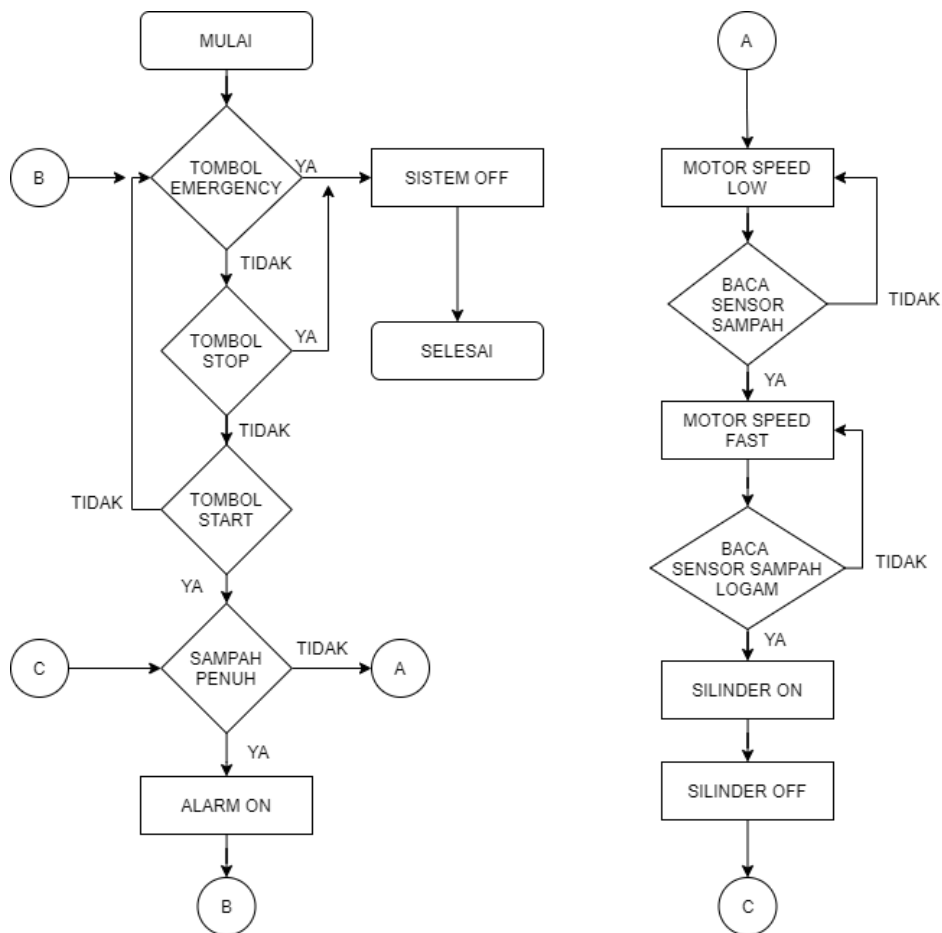 MULAI
B
TOMBOL
EMERGENCY
YA
SISTEM OFF
TIDAK
TOMBOL
STOP
YA
SELESAI
TIDAK
TIDAK
TOMBOL
START
YA
C
SAMPAH
PENUH
TIDAK
A
YA
ALARM ON
B
A
MOTOR SPEED
LOW
BACA
SENSOR
SAMPAH
TIDAK
YA
MOTOR SPEED
FAST
BACA
SENSOR SAMPAH
LOGAM
TIDAK
YA
SILINDER ON
SILINDER OFF
C